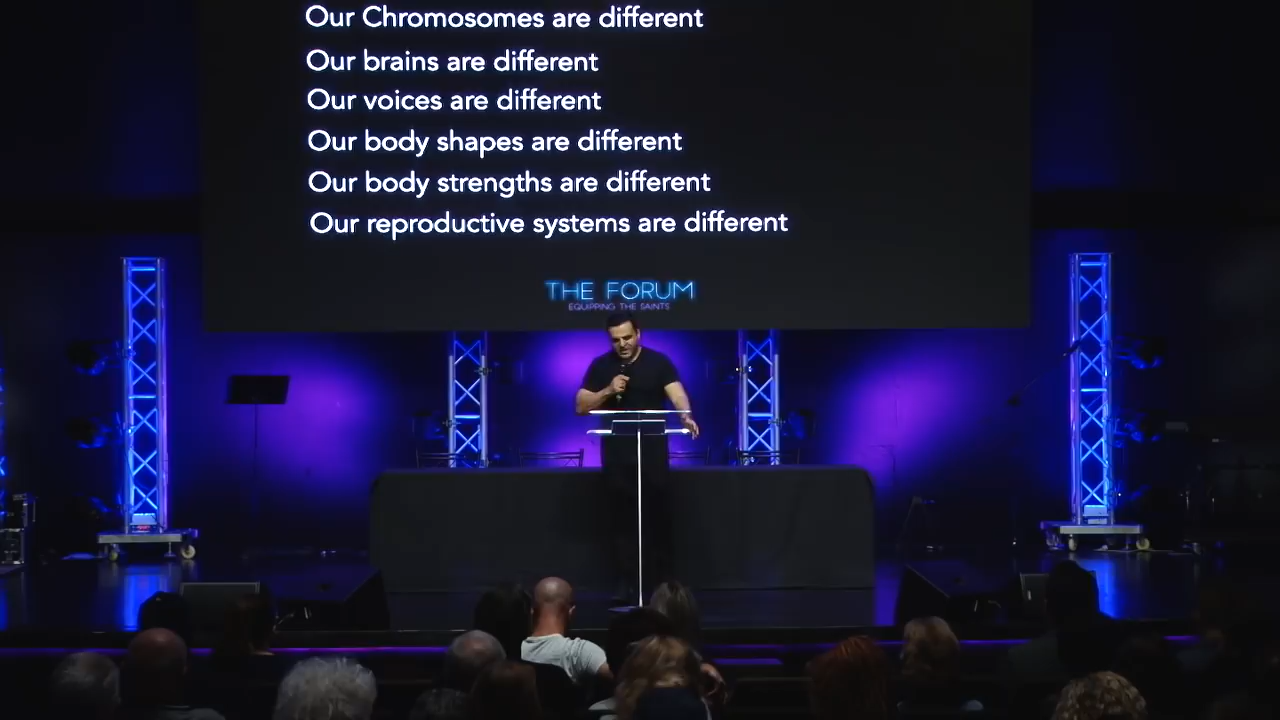 Our Chromosomes are different
Our brains are different
Our voices are different
Our body shapes are different
Our body strengths are different
Our reproductive systems are different
THE FORUM
EQUIPPING THE SAINTS